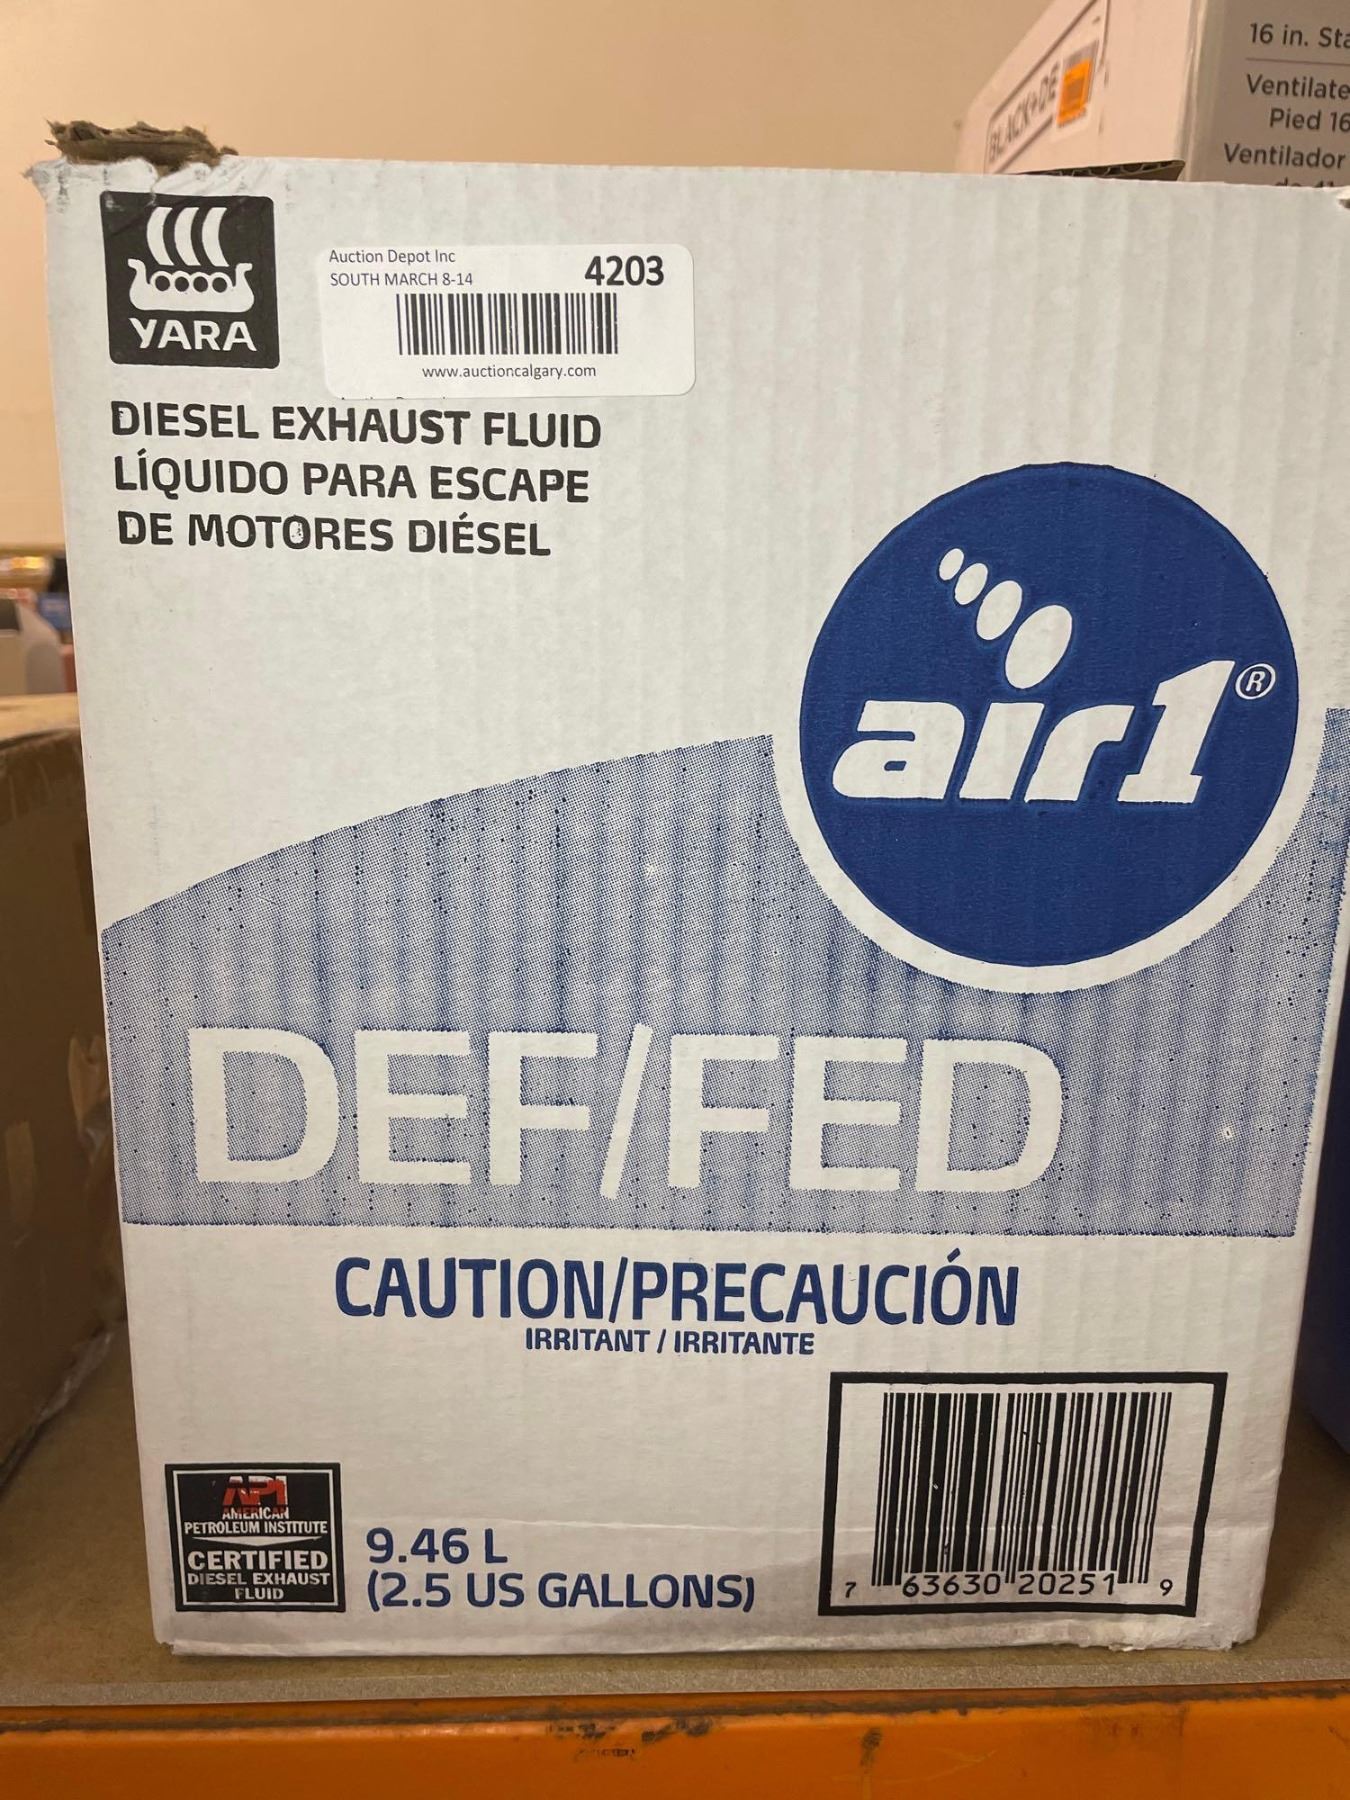 16 in. Sta
BLACK+DE
Ventilate
Pied 16
Ventilador
YARA
Auction Depot Inc
SOUTH MARCH 8-14
4203
www.auctioncalgary.com
DIESEL EXHAUST FLUID
LÍQUIDO PARA ESCAPE
DE MOTORES DIÉSEL
air1®
DEF/FED
CAUTION/PRECAUCIÓN
IRRITANT / IRRITANTE
API
AMERICAN
PETROLEUM INSTITUTE
CERTIFIED
DIESEL EXHAUST
FLUID
9.46 L
(2.5 US GALLONS)
7 63630 20251 9